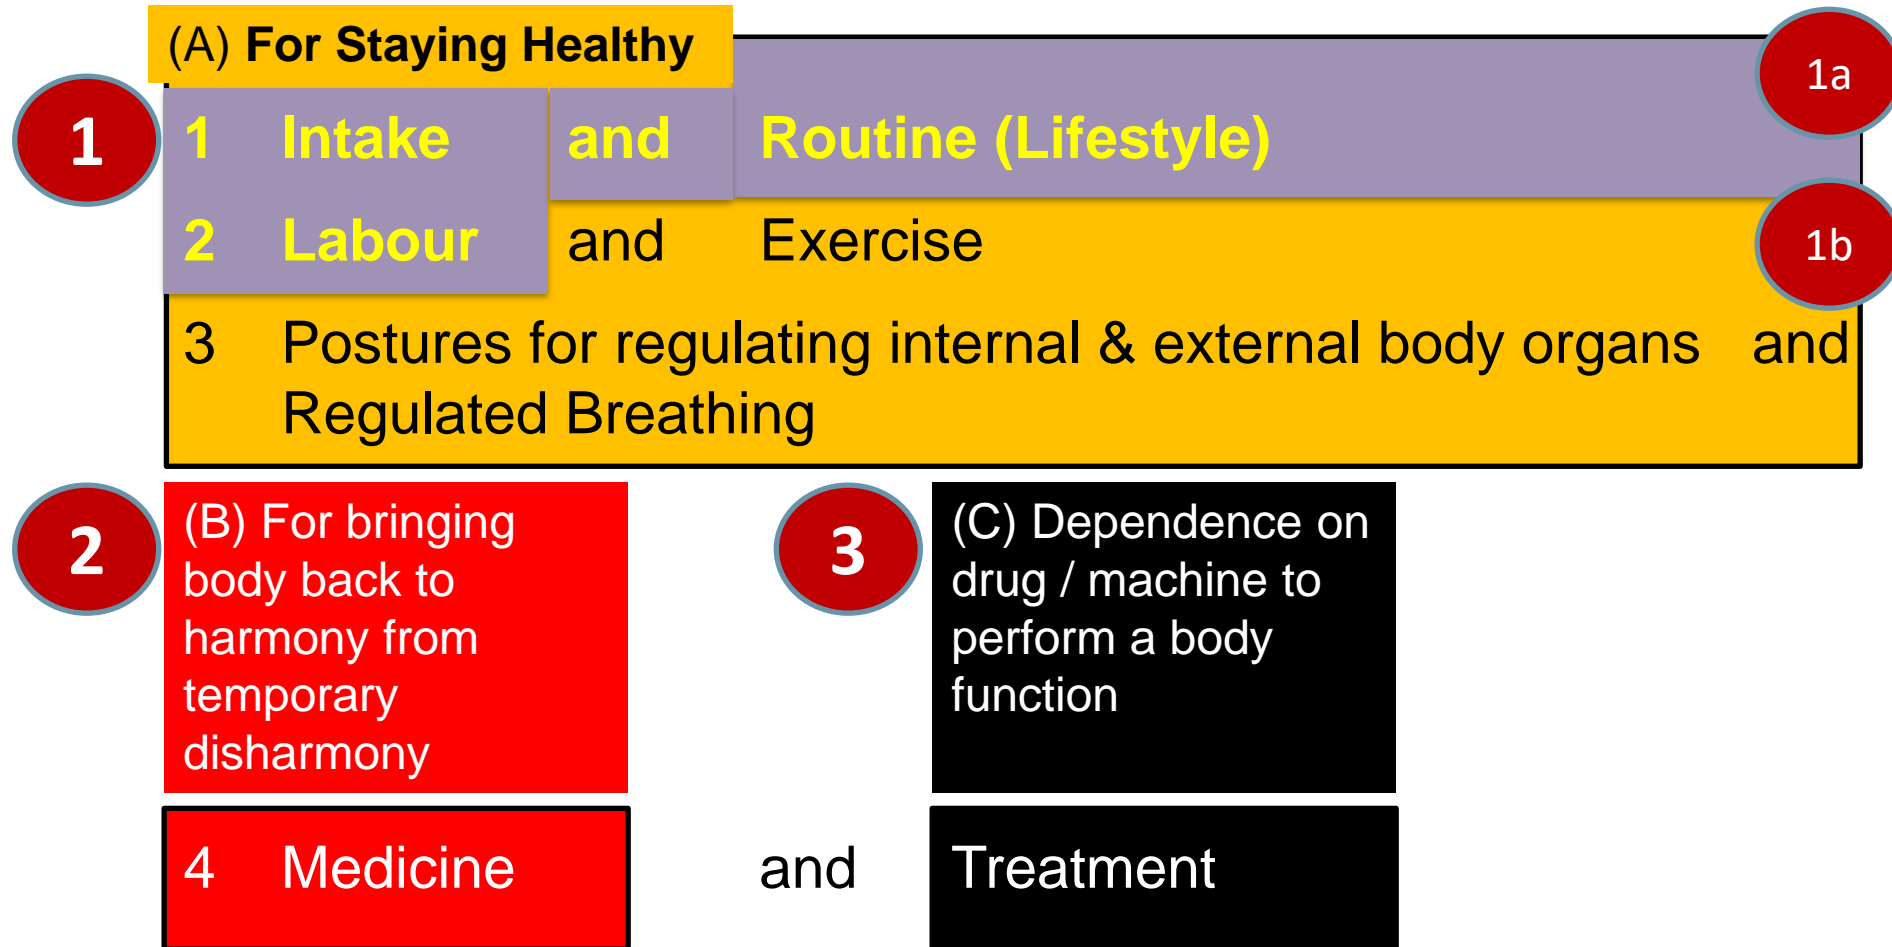 (A) For Staying Healthy
1a
1
1 Intake and Routine (Lifestyle)
2 Labour and Exercise
1b
3 Postures for regulating internal & external body organs and
Regulated Breathing
2
(B) For bringing
body back to
harmony from
temporary
disharmony
3
(C) Dependence on
drug / machine to
perform a body
function
4 Medicine and Treatment